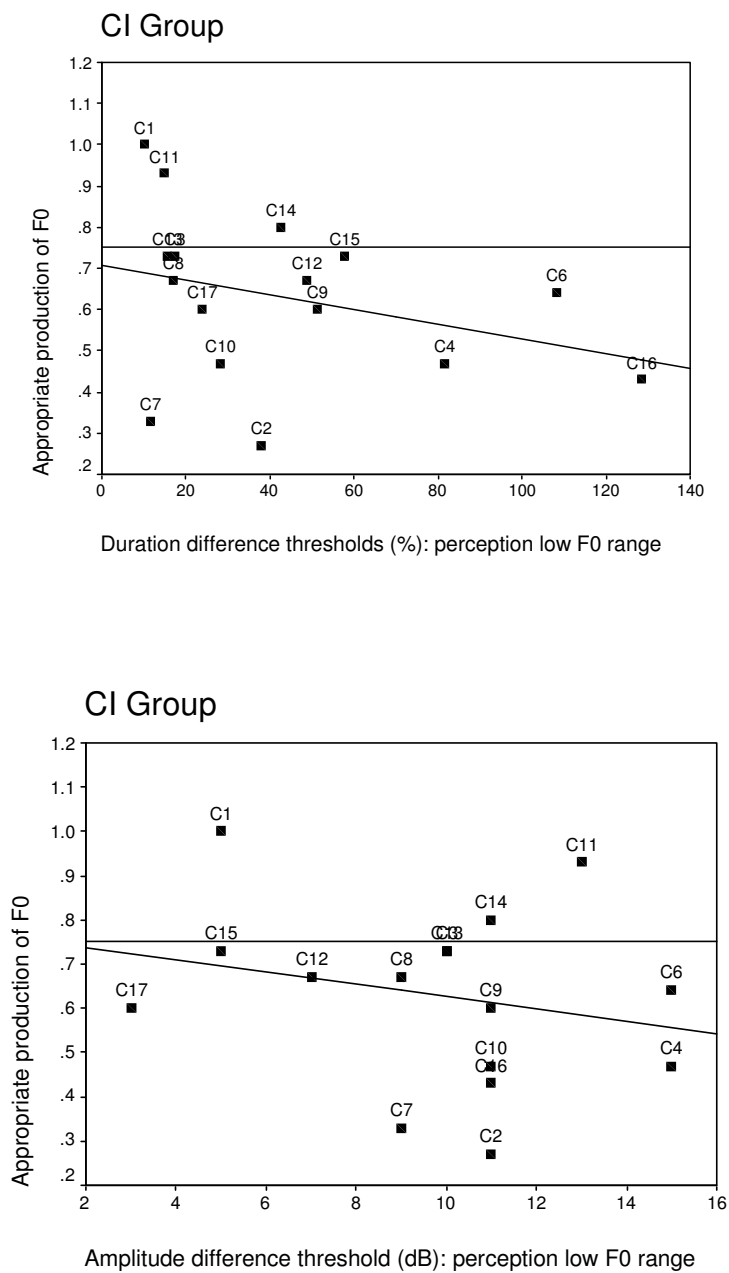 CI Group
1.2
1.1
C1
1.0
C11
.9
C14
.8
C13 C3 C15
.7
C8 C12 C6
C17 C9
.6
.5
C10 C4
C16
.4
C7
.3
C2
.2
0 20 40 60 80 100 120 140
Appropriate production of F0
Duration difference thresholds (%): perception low F0 range
CI Group
1.2
1.1
C1
1.0
C11
.9
C14
.8
C15 C3 C13
.7
C12 C8 C6
C17 C9
.6
.5
C10 C4
C16
.4
C7
.3
C2
.2
2 4 6 8 10 12 14 16
Appropriate production of F0
Amplitude difference threshold (dB): perception low F0 range